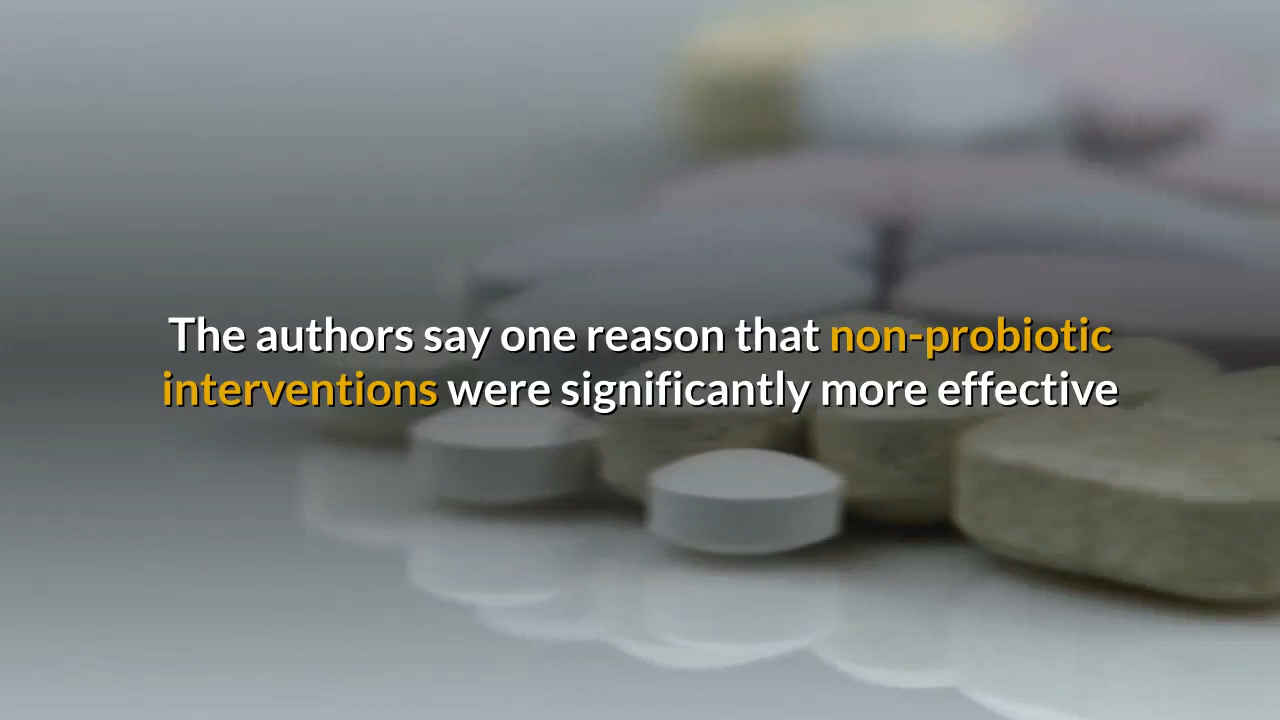 The authors say one reason that non-probiotic
interventions were significantly more effective